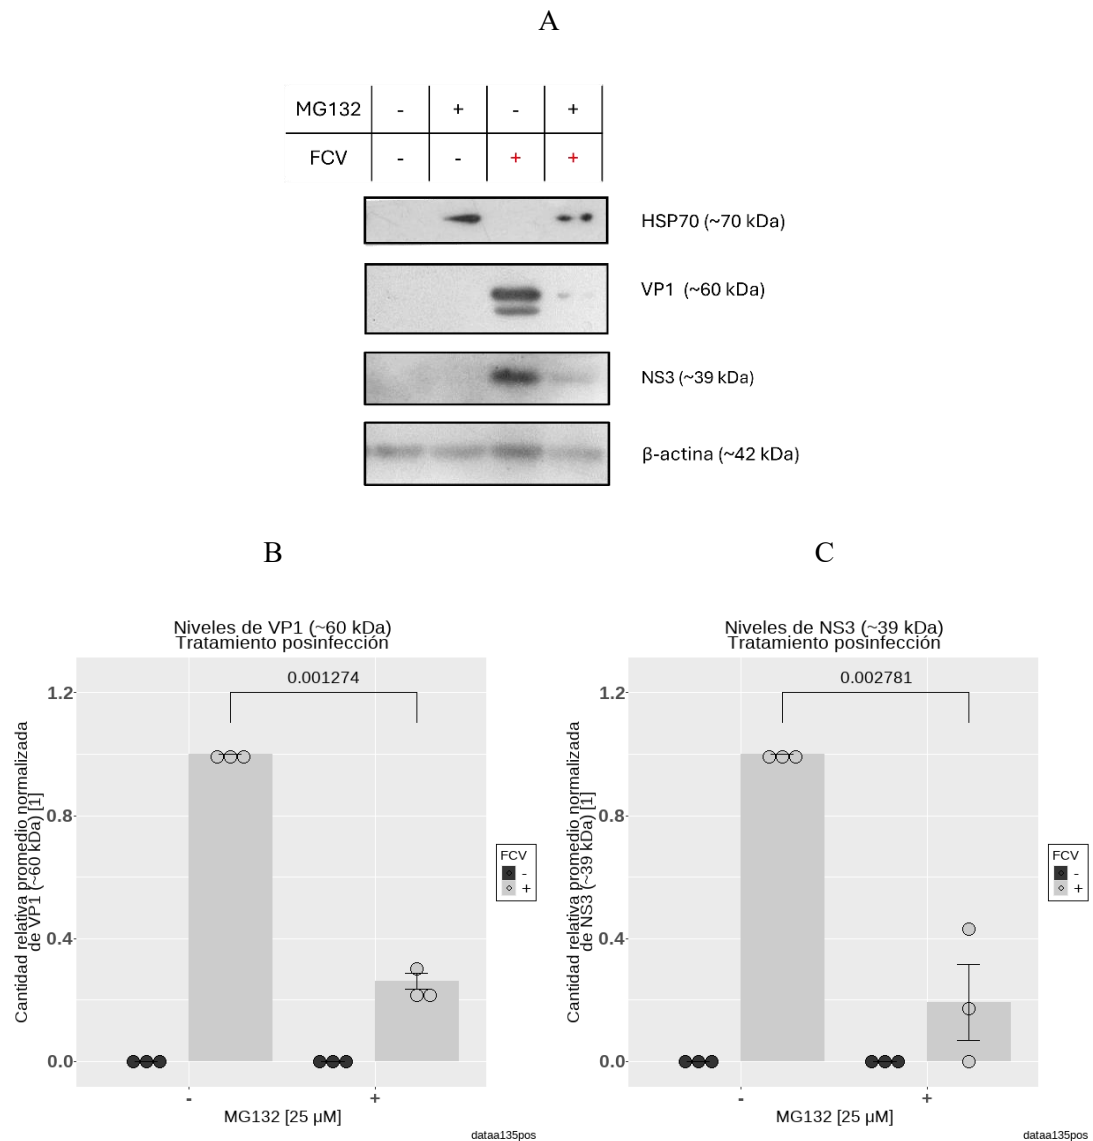 A
MG132 - + - +
FCV - - + +
HSP70 (~70 kDa)
VP1 (~60 kDa)
NS3 (~39 kDa)
β-actina (~42 kDa)
B
Niveles de VP1 (~60 kDa)
Tratamiento posinfección
0.001274
1.2
0.8
0.4
0.0
Cantidad relativa promedio normalizada
de VP1 (~60 kDa) [1]
- +
MG132 [25 µM]
FCV
-
+
dataa135pos
C
Niveles de NS3 (~39 kDa)
Tratamiento posinfección
0.002781
1.2
0.8
0.4
0.0
Cantidad relativa promedio normalizada
de NS3 (~39 kDa) [1]
- +
MG132 [25 µM]
FCV
-
+
dataa135pos